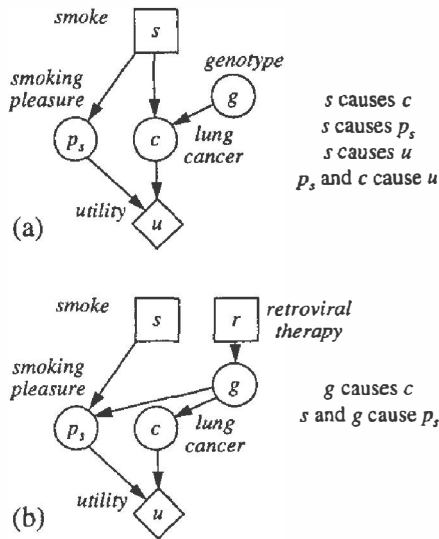 smoke
s
genotype
g
smoking
pleasure
p_s
c
lung
cancer
utility
u
(a)
s causes c
s causes p_s
s causes u
p_s and c cause u
smoke
s
r
retroviral
therapy
smoking
pleasure
g
p_s
c
lung
cancer
utility
u
(b)
g causes c
s and g cause p_s